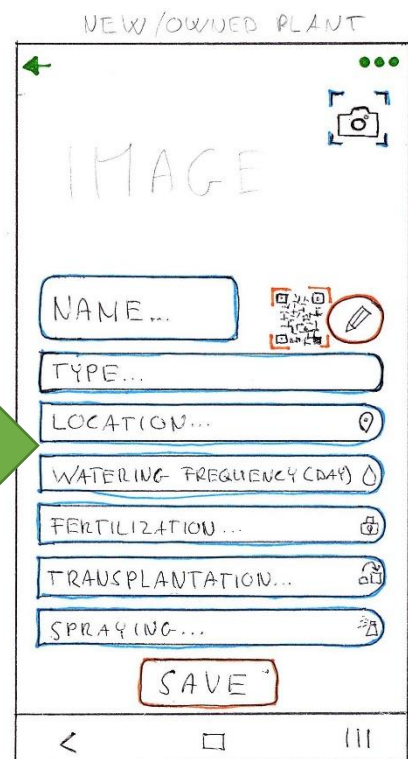 NEW/OWNED PLANT
IMAGE
NAME...
TYPE...
LOCATION...
WATERING FREQUENCY (DAY)
FERTILIZATION...
TRANSPLANTATION...
SPRAYING...
SAVE